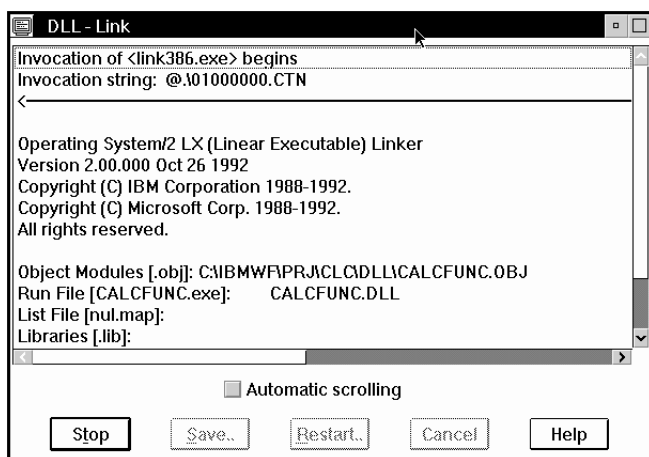 DLL - Link
Invocation of <link386.exe> begins
Invocation string:  @.\01000000.CTN
Operating System/2 LX (Linear Executable) Linker
Version 2.00.000 Oct 26 1992
Copyright (C) IBM Corporation 1988-1992.
Copyright (C) Microsoft Corp. 1988-1992.
All rights reserved.
Object Modules [.obj]: C:\IBMWF\PRJ\CLC\DLL\CALCFUNC.OBJ
Run File [CALCFUNC.exe]:  CALCFUNC.DLL
List File [nul.map]:
Libraries [.lib]:
Automatic scrolling
Stop Save.. Restart.. Cancel Help